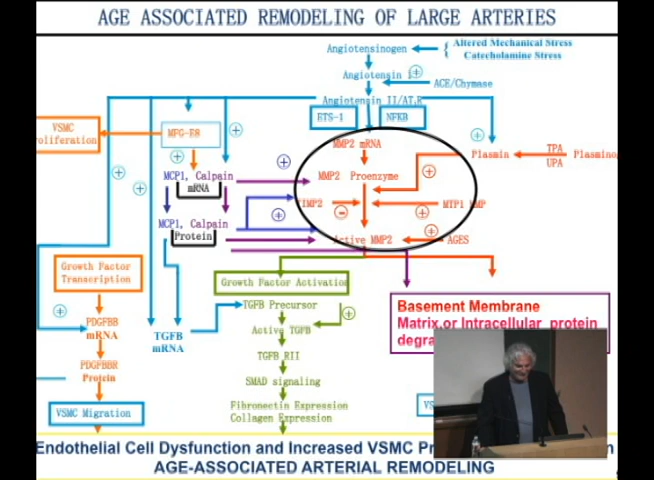 AGE ASSOCIATED REMODELING OF LARGE ARTERIES
Angiotensinogen
Altered Mechanical Stress
Catecholamine Stress
Angiotensin
ACE/Chymase
Angiotensin II/AT1R
ETS-1
NFKB
VSMC
roliferation
MFG-E8
MMP2 mRNA
Plasmin
TPA
UPA
Plasmino
MCP1, Calpain
mRNA
MMP2 Proenzyme
TIMP2
MTP1 MMP
MCP1, Calpain
Protein
Active MMP2
AGES
Growth Factor
Transcription
Growth Factor Activation
Basement Membrane
Matrix or Intracellular protein
degra
TGFB Precursor
PDGFBB
mRNA
TGFB
mRNA
Active TGFB
TGFB RII
PDGFBBR
Protein
SMAD signaling
VSMC Migration
Fibronectin Expression
Collagen Expression
VS
Endothelial Cell Dysfunction and Increased VSMC Pr
n
AGE-ASSOCIATED ARTERIAL REMODELING